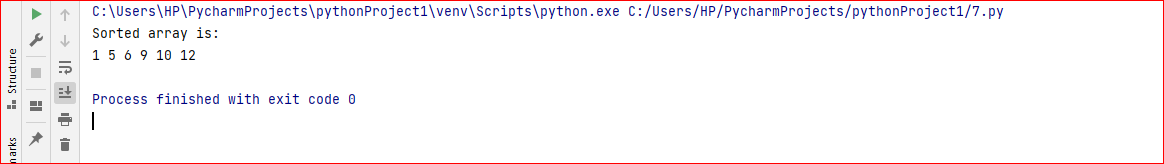 C:\Users\HP\PycharmProjects\pythonProject1\venv\Scripts\python.exe C:/Users/HP/PycharmProjects/pythonProject1/7.py
Sorted array is:
1 5 6 9 10 12
Process finished with exit code 0
Structure